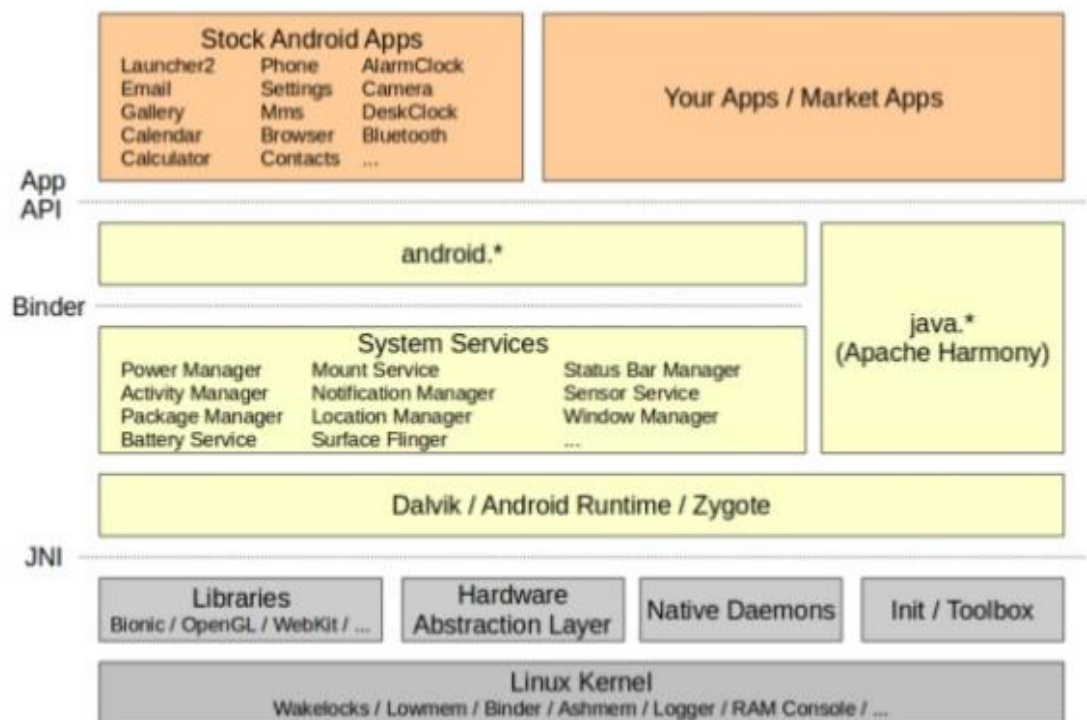 Stock Android Apps
Launcher2 Phone AlarmClock
Email Settings Camera
Gallery Mms DeskClock
Calendar Browser Bluetooth
Calculator Contacts ...
Your Apps / Market Apps
App
API
android.*
java.*
(Apache Harmony)
Binder
System Services
Power Manager Mount Service Status Bar Manager
Activity Manager Notification Manager Sensor Service
Package Manager Location Manager Window Manager
Battery Service Surface Flinger ...
Dalvik / Android Runtime / Zygote
JNI
Libraries
Bionic / OpenGL / WebKit / ...
Hardware
Abstraction Layer
Native Daemons
Init / Toolbox
Linux Kernel
Wakelocks / Lowmem / Binder / Ashmem / Logger / RAM Console / ...